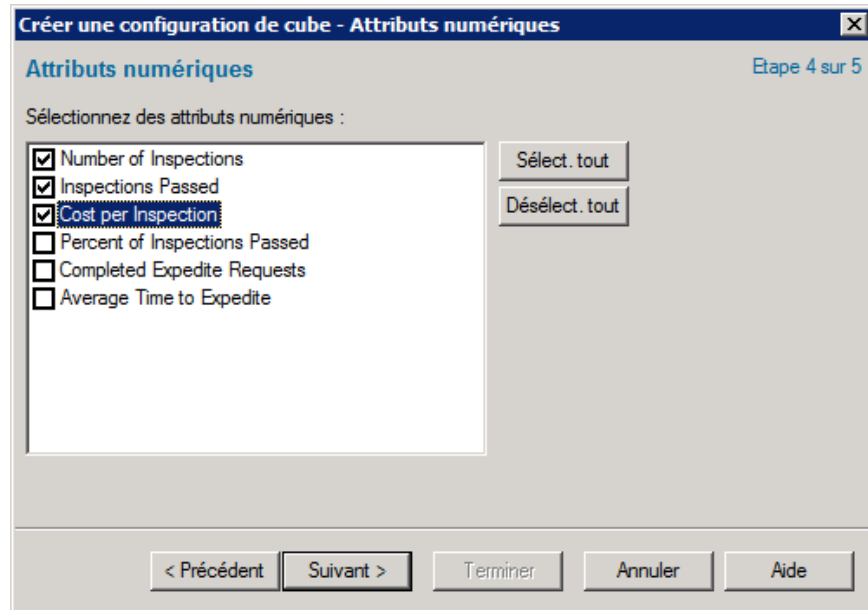 Créer une configuration de cube - Attributs numériques
Attributs numériques
Etape 4 sur 5
Sélectionnez des attributs numériques :
Number of Inspections
Inspections Passed
Cost per Inspection
Percent of Inspections Passed
Completed Expedite Requests
Average Time to Expedite
Sélect. tout
Désélect. tout
< Précédent
Suivant >
Terminer
Annuler
Aide